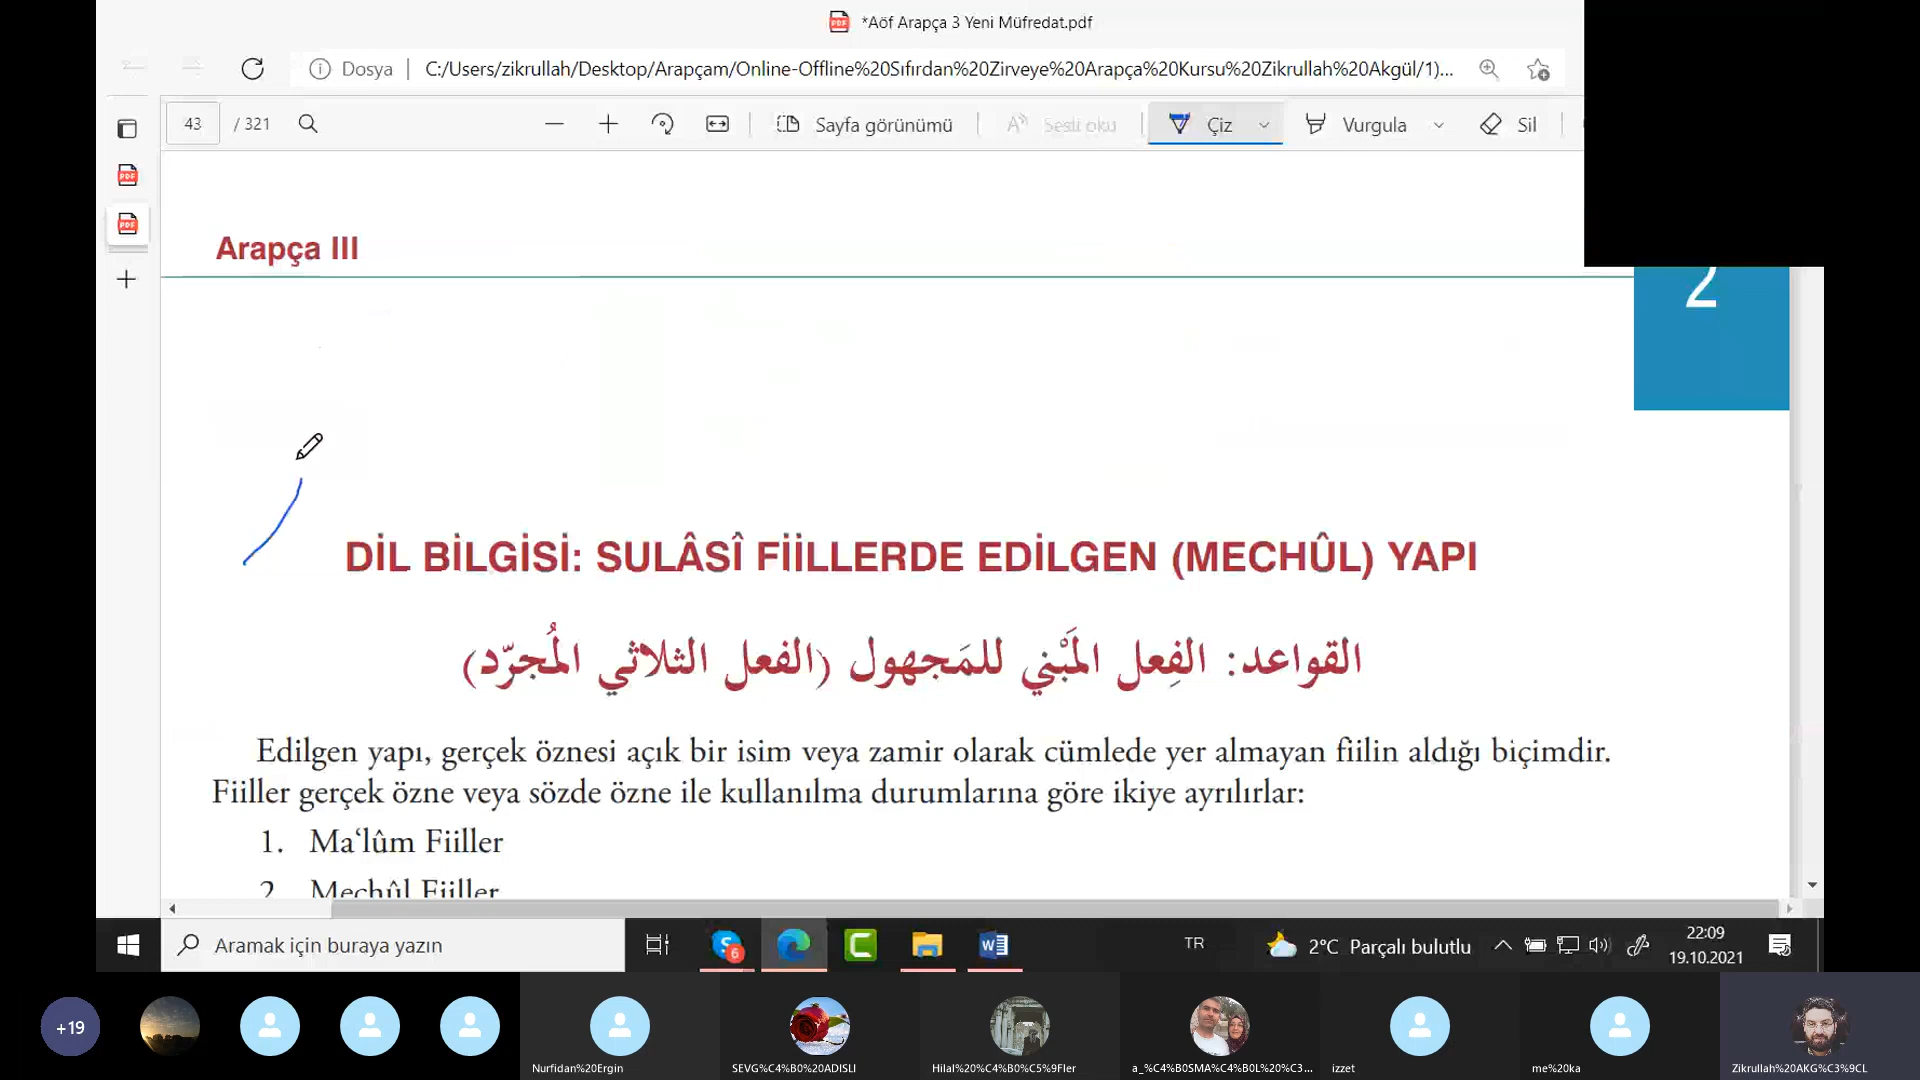 *Aöf Arapça 3 Yeni Müfredat.pdf
Dosya | C:/Users/zikrullah/Desktop/Arapçam/Online-Offline%20Sıfırdan%20Zirveye%20Arapça%20Kursu%20Zikrullah%20Akgül/1)...
43 / 321 Sayfa görünümü Sesli oku Çiz Vurgula Sil
Arapça III
2
DİL BİLGİSİ: SULÂSÎ FİİLLERDE EDİLGEN (MECHÛL) YAPI
القواعد: الفِعل المَبْني للمَجهول (الفعل الثلاثي المُجرّد)
Edilgen yapı, gerçek öznesi açık bir isim veya zamir olarak cümlede yer almayan fiilin aldığı biçimdir.
Fiiller gerçek özne veya sözde özne ile kullanılma durumlarına göre ikiye ayrılırlar:
1. Ma‘lûm Fiiller
2. Mechûl Fiiller
Aramak için buraya yazın
6
TR
2°C Parçalı bulutlu
22:09
19.10.2021
+19
Nurfidan%20Ergin
SEVG%C4%B0%20ADISLI
Hilal%20%C4%B0%C5%9Fler
a_%C4%B0SMA%C4%B0L%20%C3...
izzet
me%20ka
Zikrullah%20AKG%C3%9CL